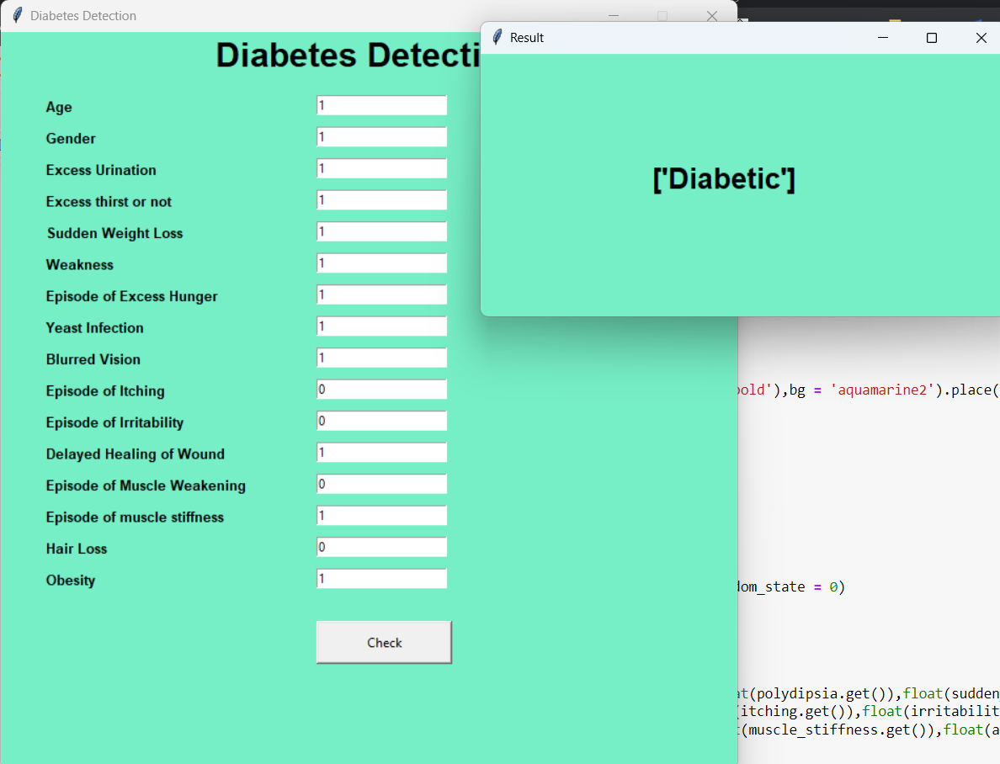 Diabetes Detection
Result
Diabetes Detecti
['Diabetic']
Age 1
Gender 1
Excess Urination 1
Excess thirst or not 1
Sudden Weight Loss 1
Weakness 1
Episode of Excess Hunger 1
Yeast Infection 1
Blurred Vision 1
Episode of Itching 0
Episode of Irritability 0
Delayed Healing of Wound 1
Episode of Muscle Weakening 0
Episode of muscle stiffness 1
Hair Loss 0
Obesity 1
Check
bold'),bg = 'aquamarine2').place(
dom_state = 0)
at(polydipsia.get()),float(sudden
(itching.get()),float(irritabilit
t(muscle_stiffness.get()),float(a